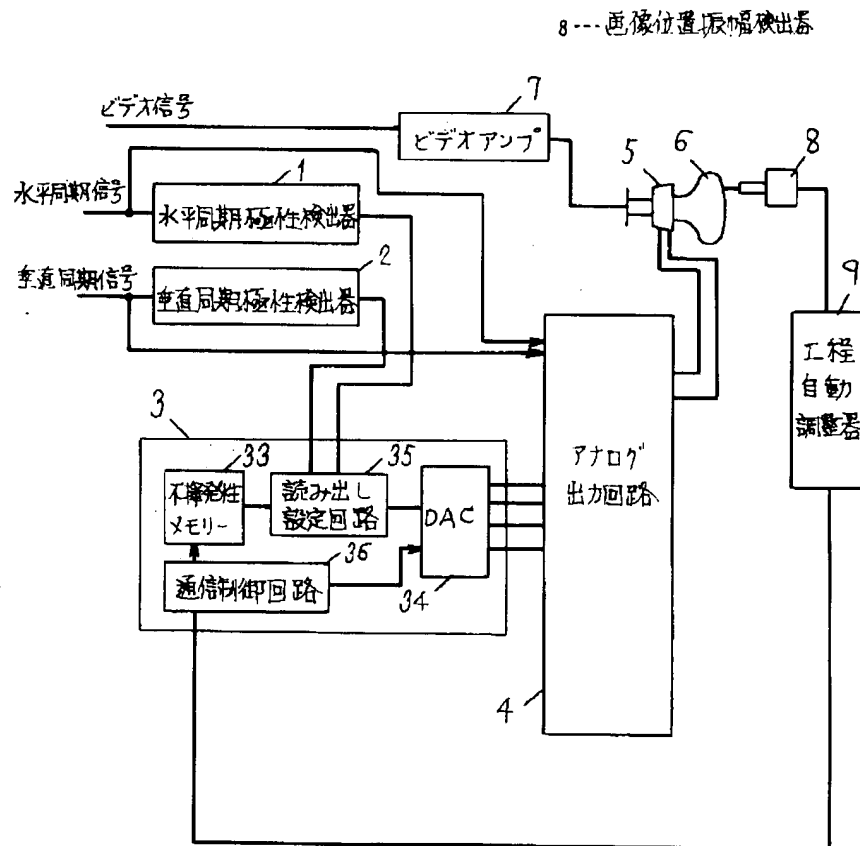 8---画像位置振幅検出器
ビデオ信号
7
ビデオアンプ
5
6
8
水平同期信号
1
水平同期極性検出器
垂直同期信号
2
垂直同期極性検出器
9
工程
自動
調整器
3
33
不揮発性
メモリー
35
読み出し
設定回路
DAC
34
36
通信制御回路
アナログ
出力回路
4